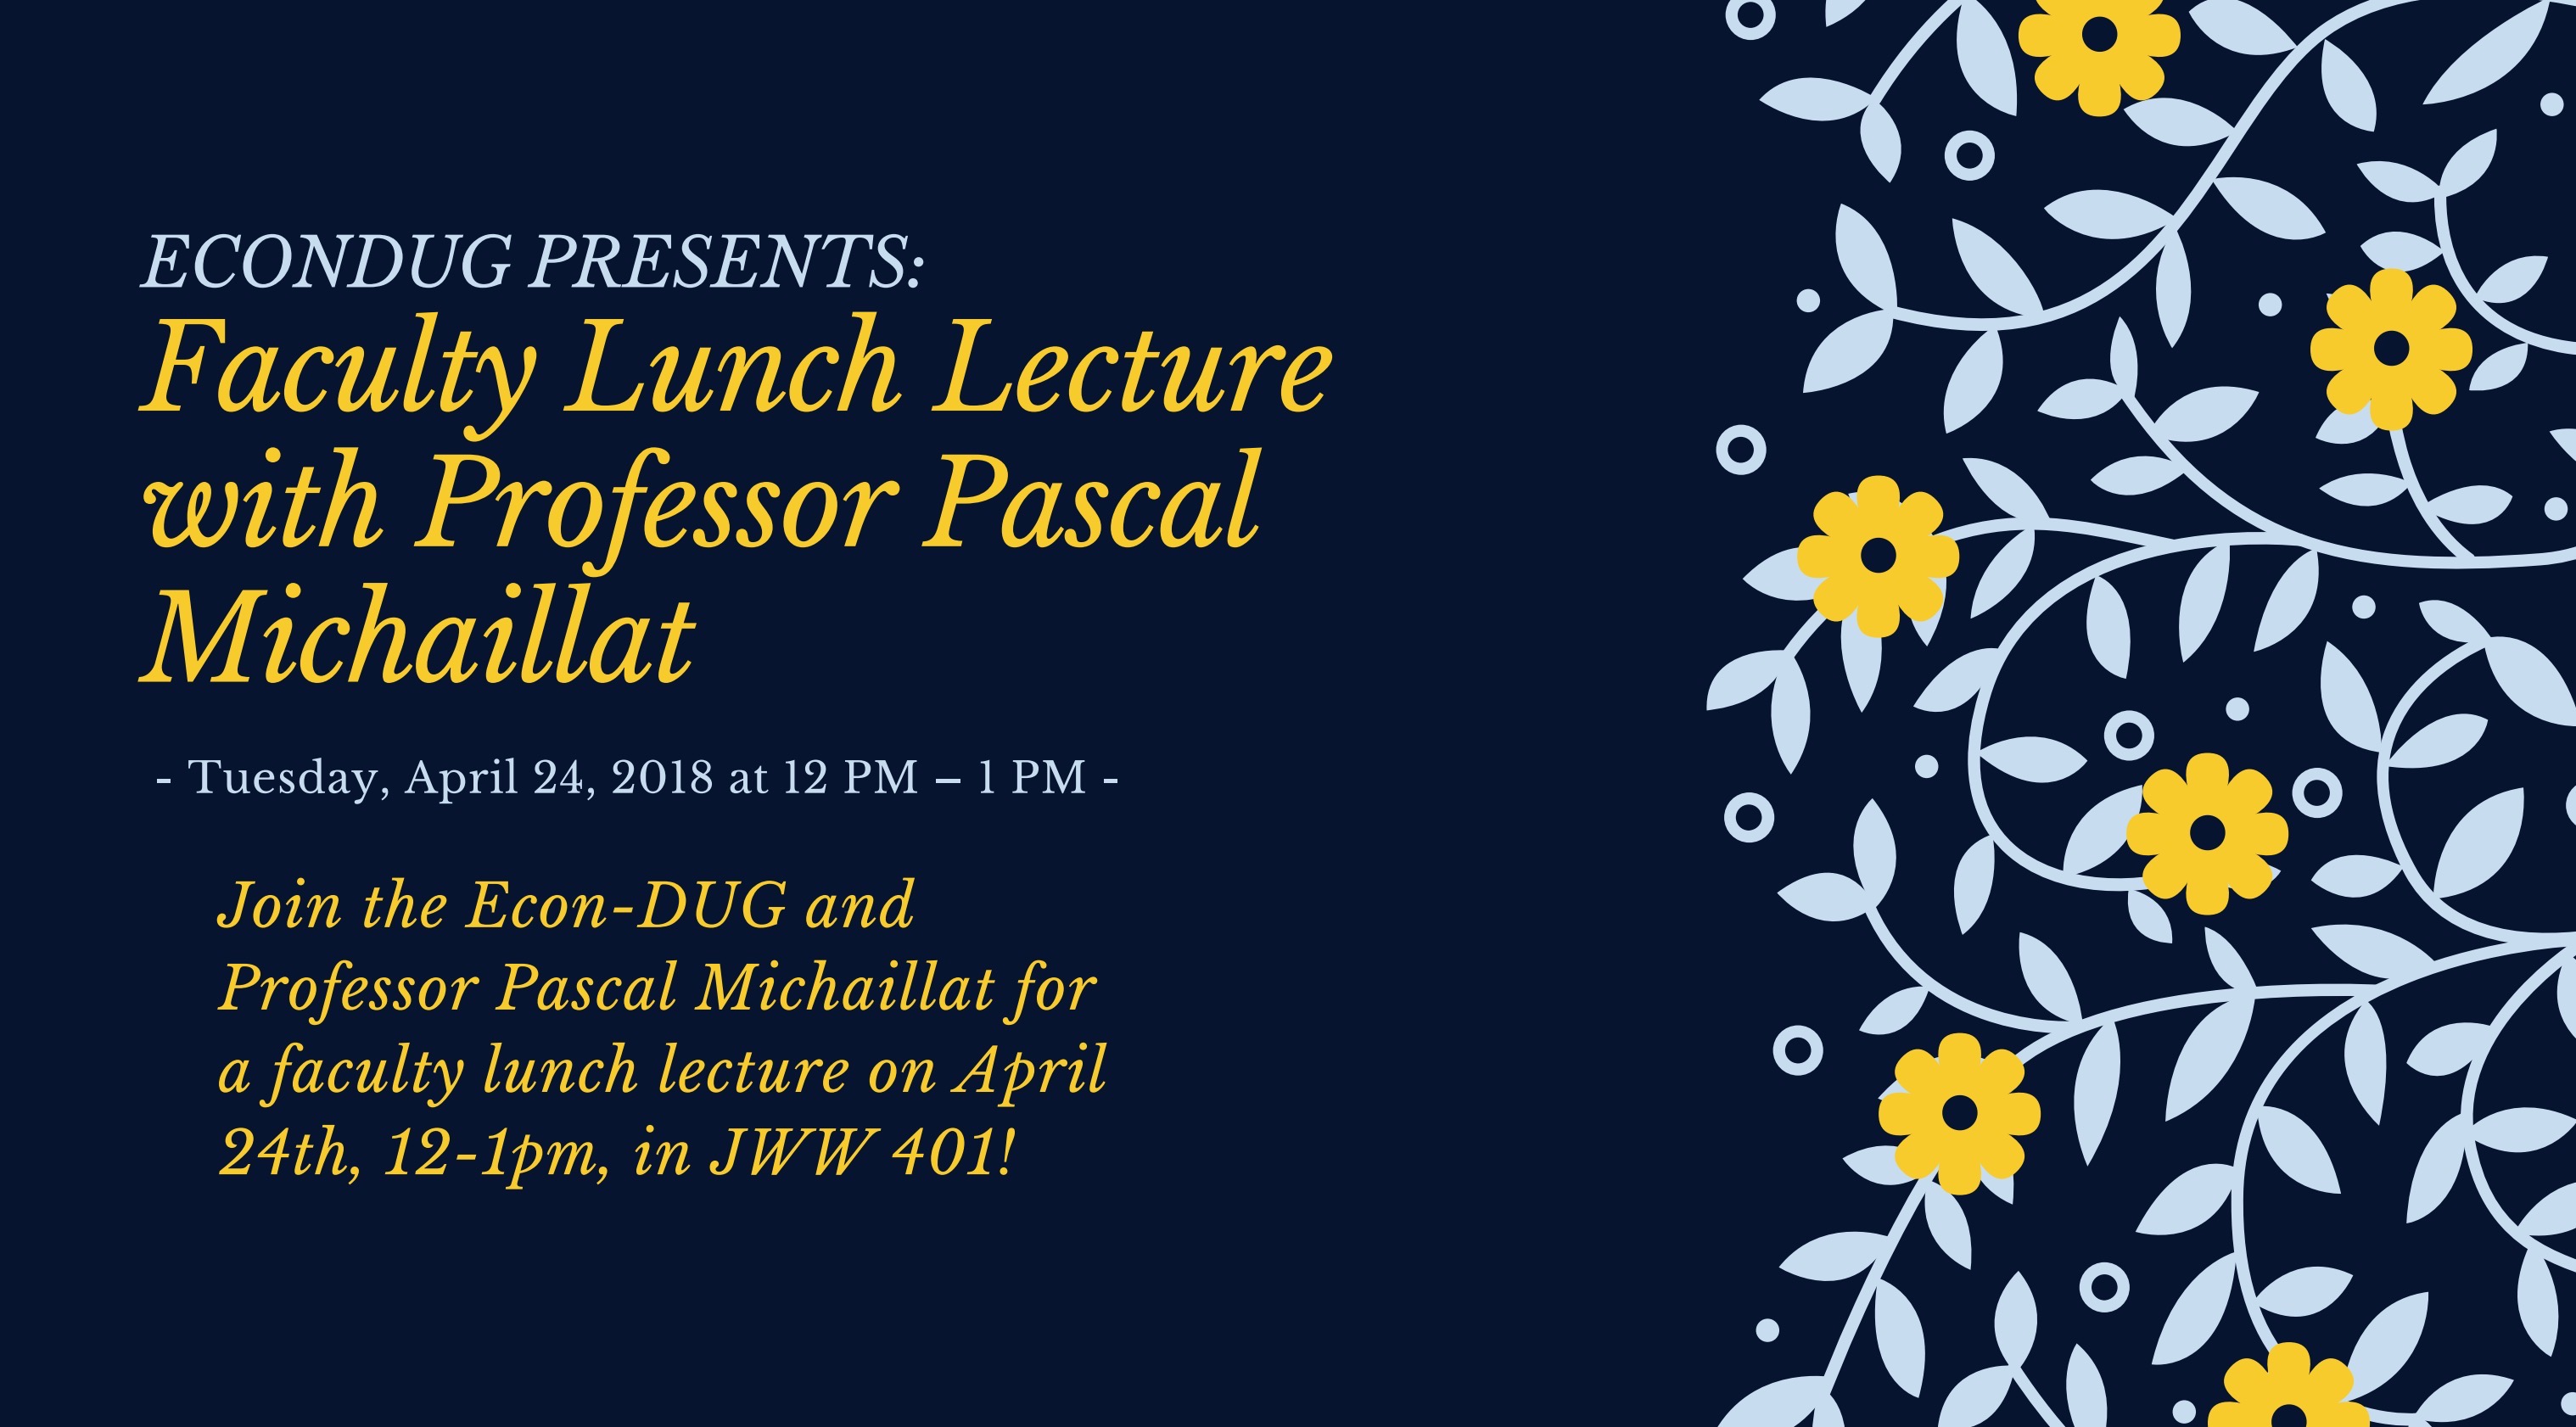 ECONDUG PRESENTS:
Faculty Lunch Lecture
with Professor Pascal
Michaillat
- Tuesday, April 24, 2018 at 12 PM – 1 PM -
Join the Econ-DUG and
Professor Pascal Michaillat for
a faculty lunch lecture on April
24th, 12-1pm, in JWW 401!